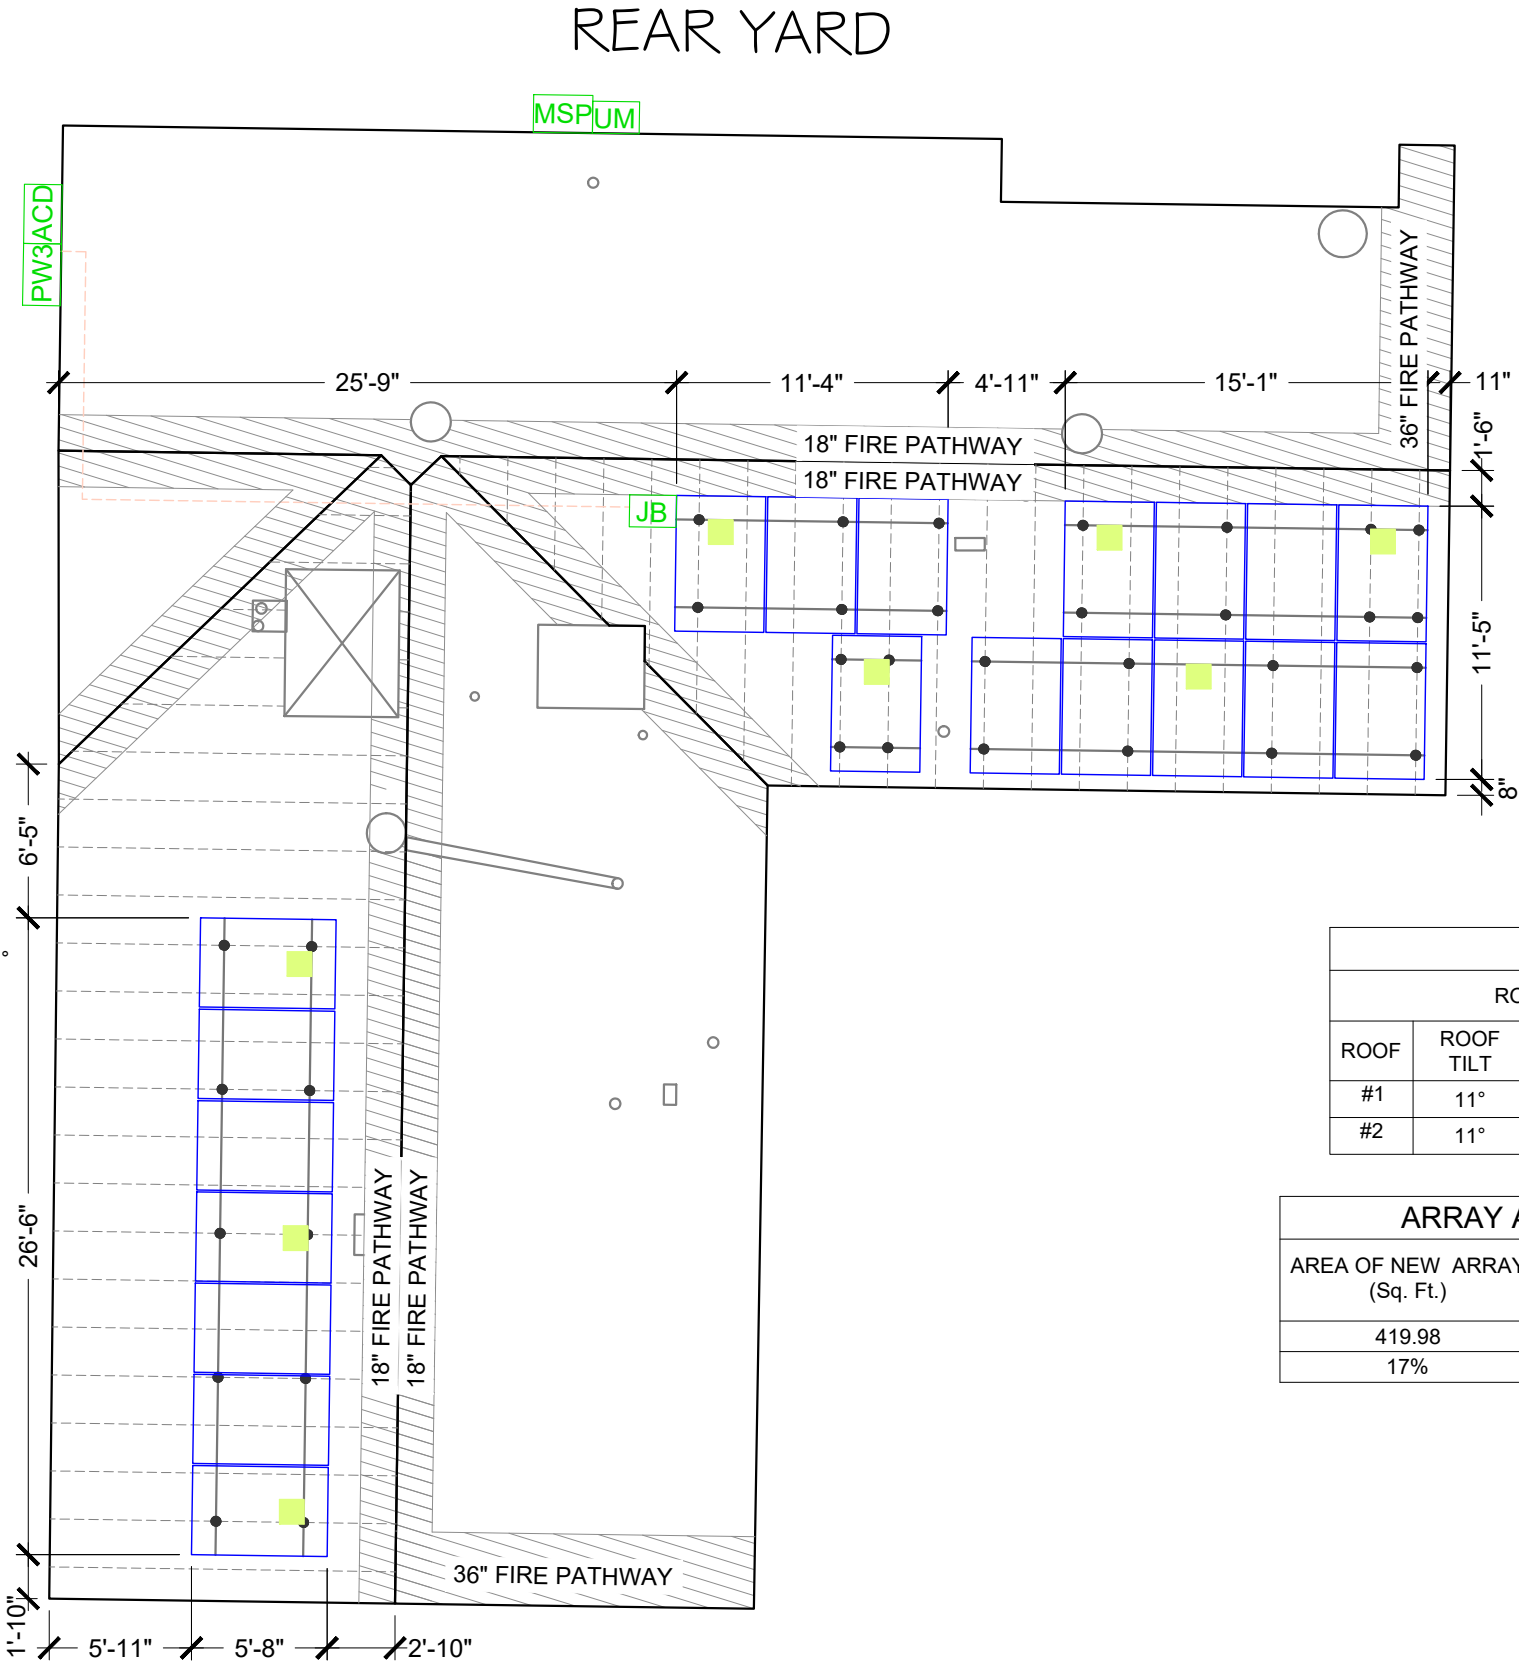 REAR YARD
MSP UM
ACD
PW3
36" FIRE PATHWAY
25'-9" 11'-4" 4'-11" 15'-1" 11"
18" FIRE PATHWAY
18" FIRE PATHWAY
1'-6"
JB
11'-5"
8"
6'-5"
°
26'-6"
18" FIRE PATHWAY
18" FIRE PATHWAY
36" FIRE PATHWAY
1'-10"
5'-11" 5'-8" 2'-10"
ROOF
ROOF
TILT
#1 11°
#2 11°
ARRAY
AREA OF NEW ARRAY
(Sq. Ft.)
419.98
17%